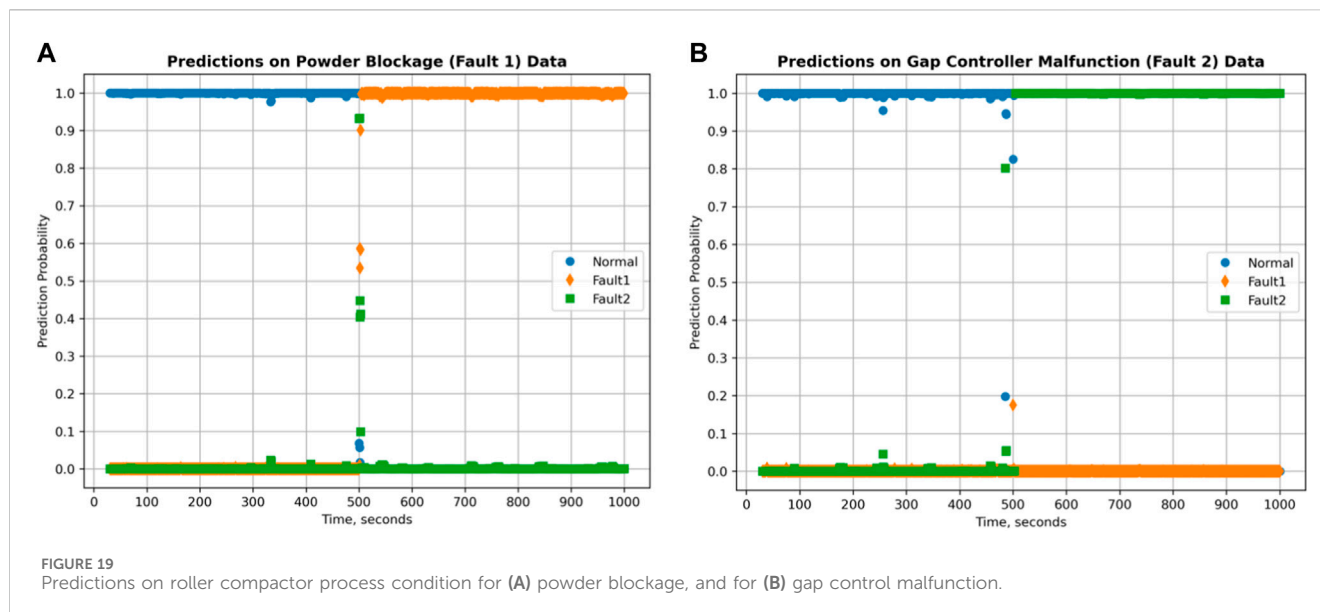 A
Predictions on Powder Blockage (Fault 1) Data
1.0
0.9
0.8
0.7
0.6
0.5
0.4
0.3
0.2
0.1
0.0
Prediction Probability
Normal
Fault1
Fault2
0 100 200 300 400 500 600 700 800 900 1000
Time, seconds
B
Predictions on Gap Controller Malfunction (Fault 2) Data
1.0
0.9
0.8
0.7
0.6
0.5
0.4
0.3
0.2
0.1
0.0
Prediction Probability
Normal
Fault1
Fault2
0 100 200 300 400 500 600 700 800 900 1000
Time, seconds
FIGURE 19
Predictions on roller compactor process condition for (A) powder blockage, and for (B) gap control malfunction.